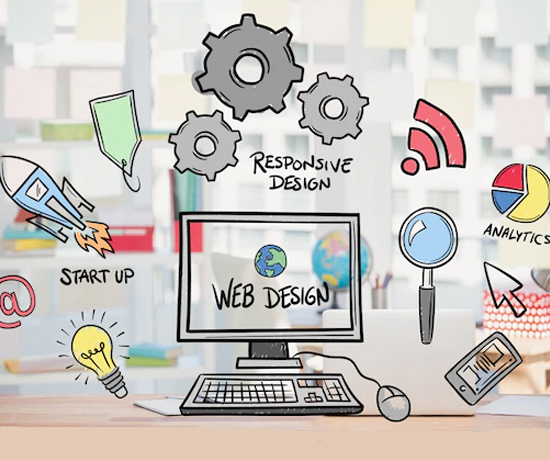 RESPONSIVE
DESIGN
ANALYTICS
START UP
@
WEB DESIGN